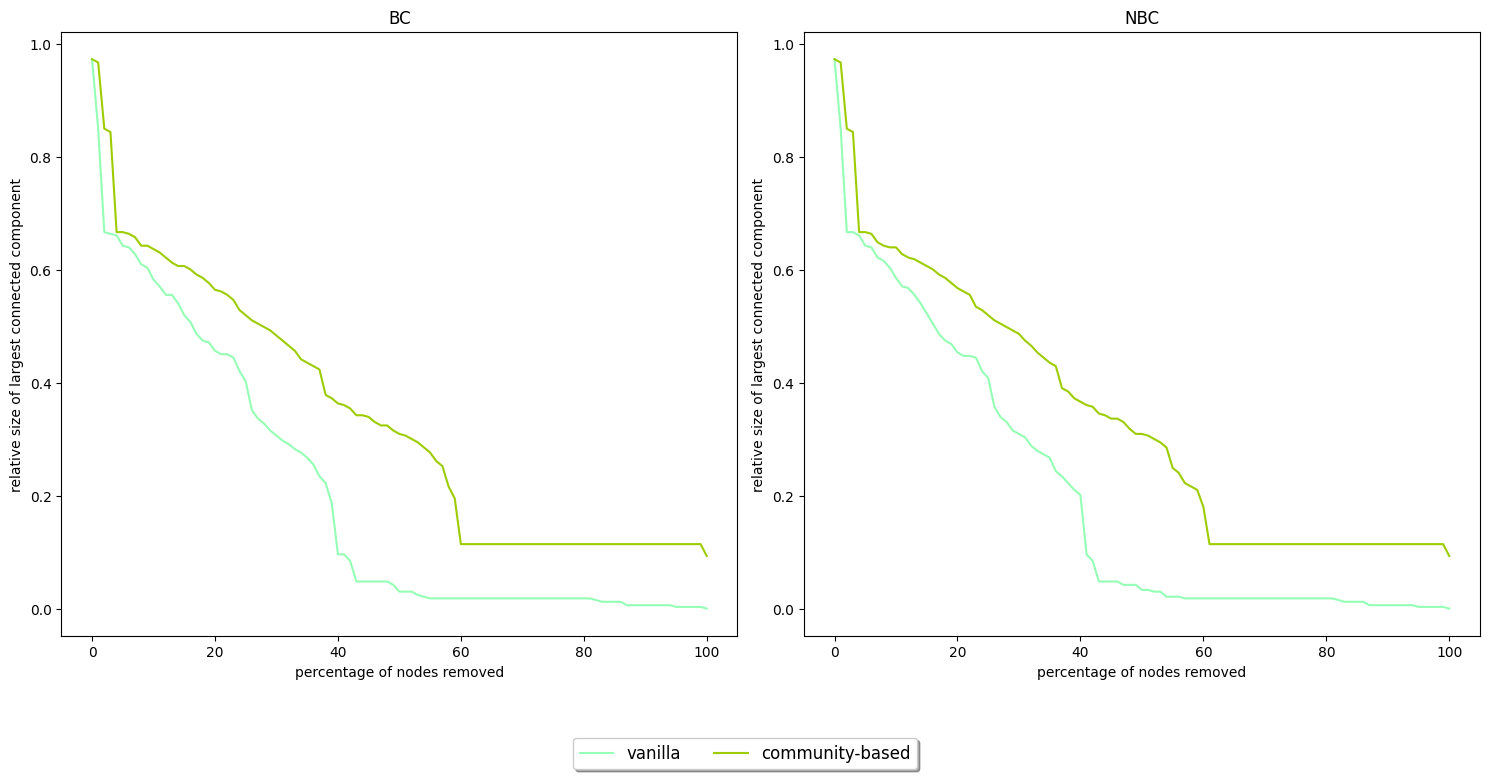 BC
relative size of largest connected component
1.0
0.8
0.6
0.4
0.2
0.0
0 20 40 60 80 100
percentage of nodes removed
NBC
relative size of largest connected component
1.0
0.8
0.6
0.4
0.2
0.0
0 20 40 60 80 100
percentage of nodes removed
vanilla community-based